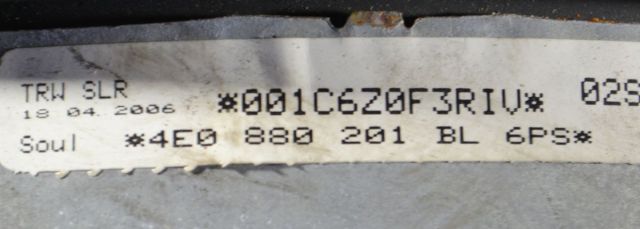 TRW SLR *001C6Z0F3RIV* 02S
18 04 2006
Soul *4E0 880 201 BL 6PS*